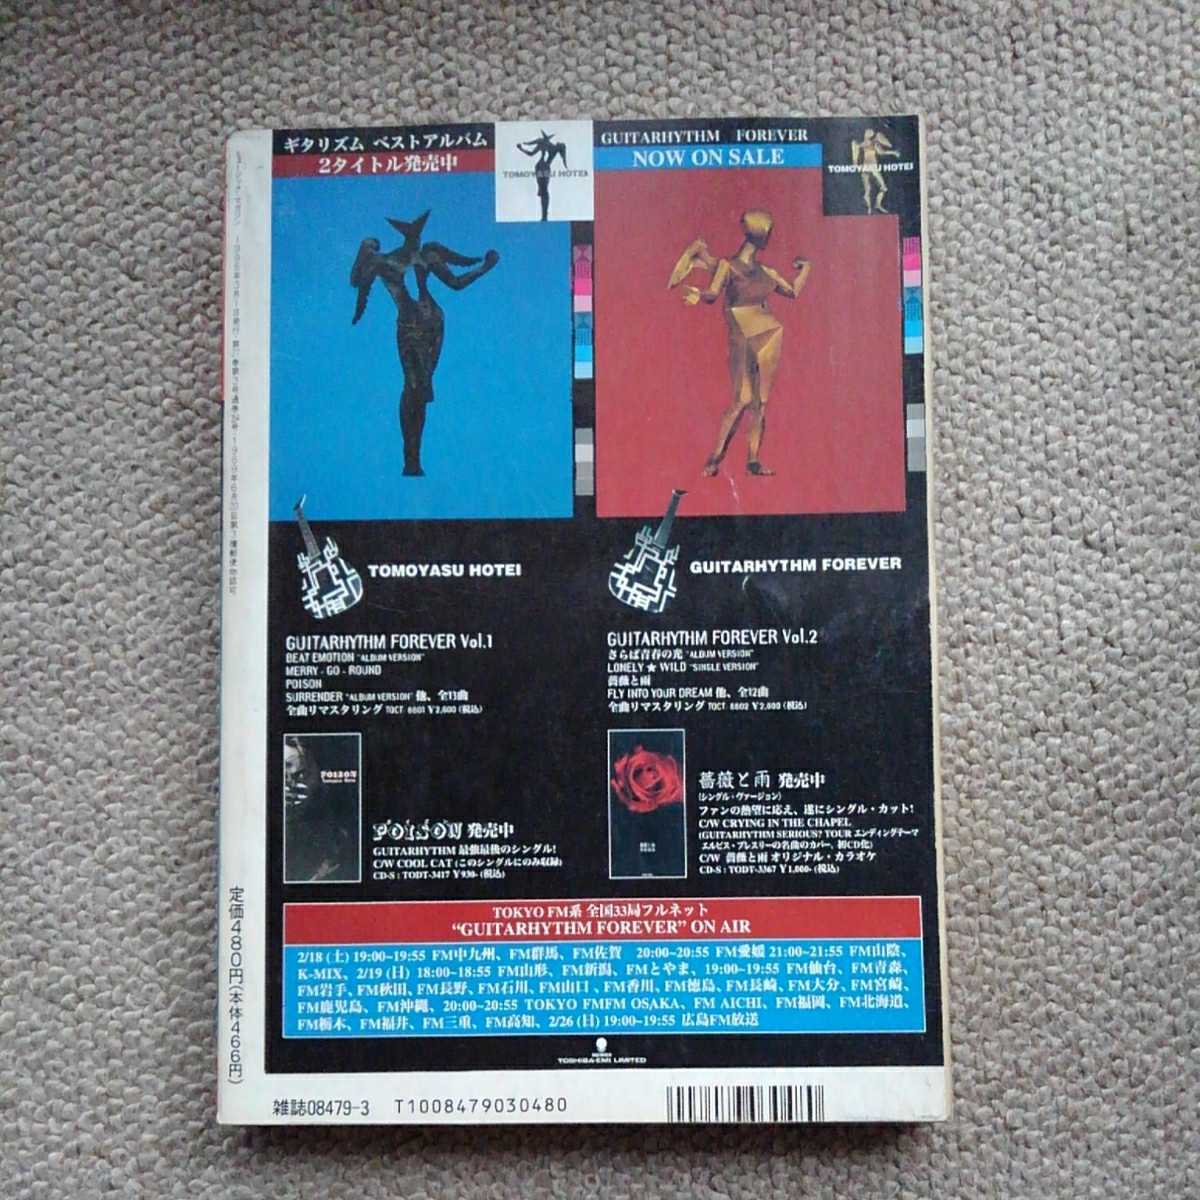 ギタリズム ベストアルバム
2タイトル発売中
TOMOYASU HOTEI
GUITARHYTHM FOREVER
NOW ON SALE
TOMOYASU HOTEI
TOMOYASU HOTEI
GUITARHYTHM FOREVER Vol.1
BEAT EMOTION "ALBUM VERSION"
MERRY-GO-ROUND
POISON
SURRENDER "ALBUM VERSION" 他、全13曲
全曲リマスタリング TOCT-8601 ¥2,800(税込)
GUITARHYTHM FOREVER
GUITARHYTHM FOREVER Vol.2
さらば青春の光 "ALBUM VERSION"
LONELY★WILD "SINGLE VERSION"
薔薇と雨
FLY INTO YOUR DREAM 他、全12曲
全曲リマスタリング TOCT-8602 ¥2,800(税込)
POISON
POISON 発売中
GUITARHYTHM 最強最後のシングル!
C/W COOL CAT (このシングルにのみ収録)
CD-S : TODT-3417 ¥930-(税込)
薔薇と雨 発売中
(シングル・ヴァージョン)
ファンの熱望に応え、遂にシングル・カット!
C/W CRYING IN THE CHAPEL
(GUITARHYTHM SERIOUS? TOUR エンディングテーマ
エルビス・プレスリーの名曲のカバー、初CD化)
C/W 薔薇と雨 オリジナル・カラオケ
CD-S : TODT-3367 ¥1,000-(税込)
TOKYO FM系 全国33局フルネット
“GUITARHYTHM FOREVER” ON AIR
2/18 (土) 19:00~19:55 FM中九州、FM群馬、FM佐賀 20:00~20:55 FM愛媛 21:00~21:55 FM山陰、
K-MIX、2/19 (日) 18:00~18:55 FM山形、FM新潟、FMとやま、19:00~19:55 FM仙台、FM青森、
FM岩手、FM秋田、FM長野、FM石川、FM山口、FM香川、FM徳島、FM長崎、FM大分、FM宮崎、
FM鹿児島、FM沖縄、20:00~20:55 TOKYO FMFM OSAKA、FM AICHI、FM福岡、FM北海道、
FM栃木、FM福井、FM三重、FM高知、2/26 (日) 19:00~19:55 広島FM放送
TOSHIBA-EMI LIMITED
定価480円(本体466円)
雑誌08479-3 T1008479030480